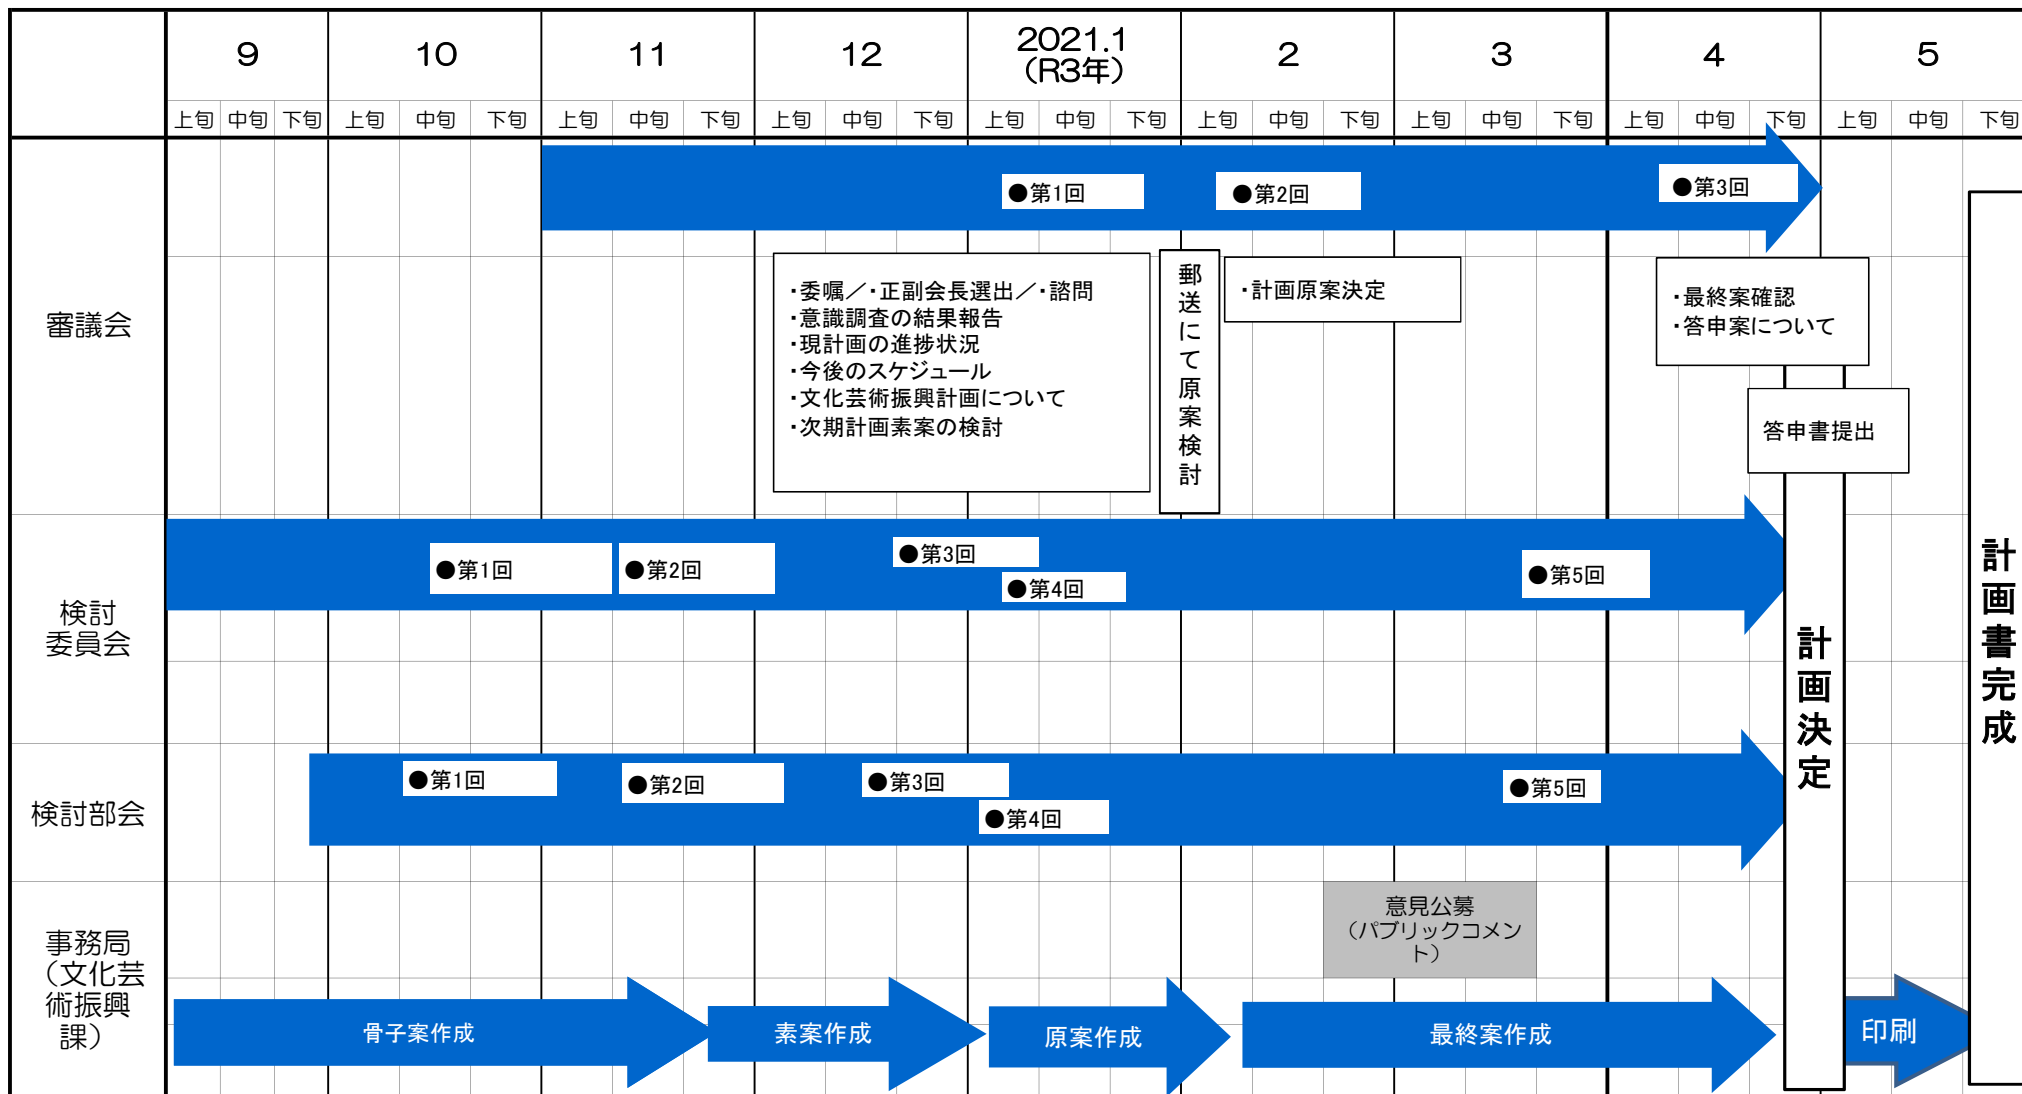 9
10
11
12
2021.1
（R3年）
2
3
4
5
上旬 中旬 下旬 上旬 中旬 下旬 上旬 中旬 下旬 上旬 中旬 下旬 上旬 中旬 下旬 上旬 中旬 下旬 上旬 中旬 下旬 上旬 中旬 下旬 上旬 中旬 下旬
審議会
●第1回
●第2回
●第3回
・委嘱／・正副会長選出／・諮問
・意識調査の結果報告
・現計画の進捗状況
・今後のスケジュール
・文化芸術振興計画について
・次期計画素案の検討
郵送にて原案検討
・計画原案決定
・最終案確認
・答申案について
答申書提出
検討
委員会
●第1回
●第2回
●第3回
●第4回
●第5回
検討部会
●第1回
●第2回
●第3回
●第4回
●第5回
計画決定
計画書完成
事務局
（文化芸
術振興
課）
意見公募
（パブリックコメン
ト）
骨子案作成
素案作成
原案作成
最終案作成
印刷